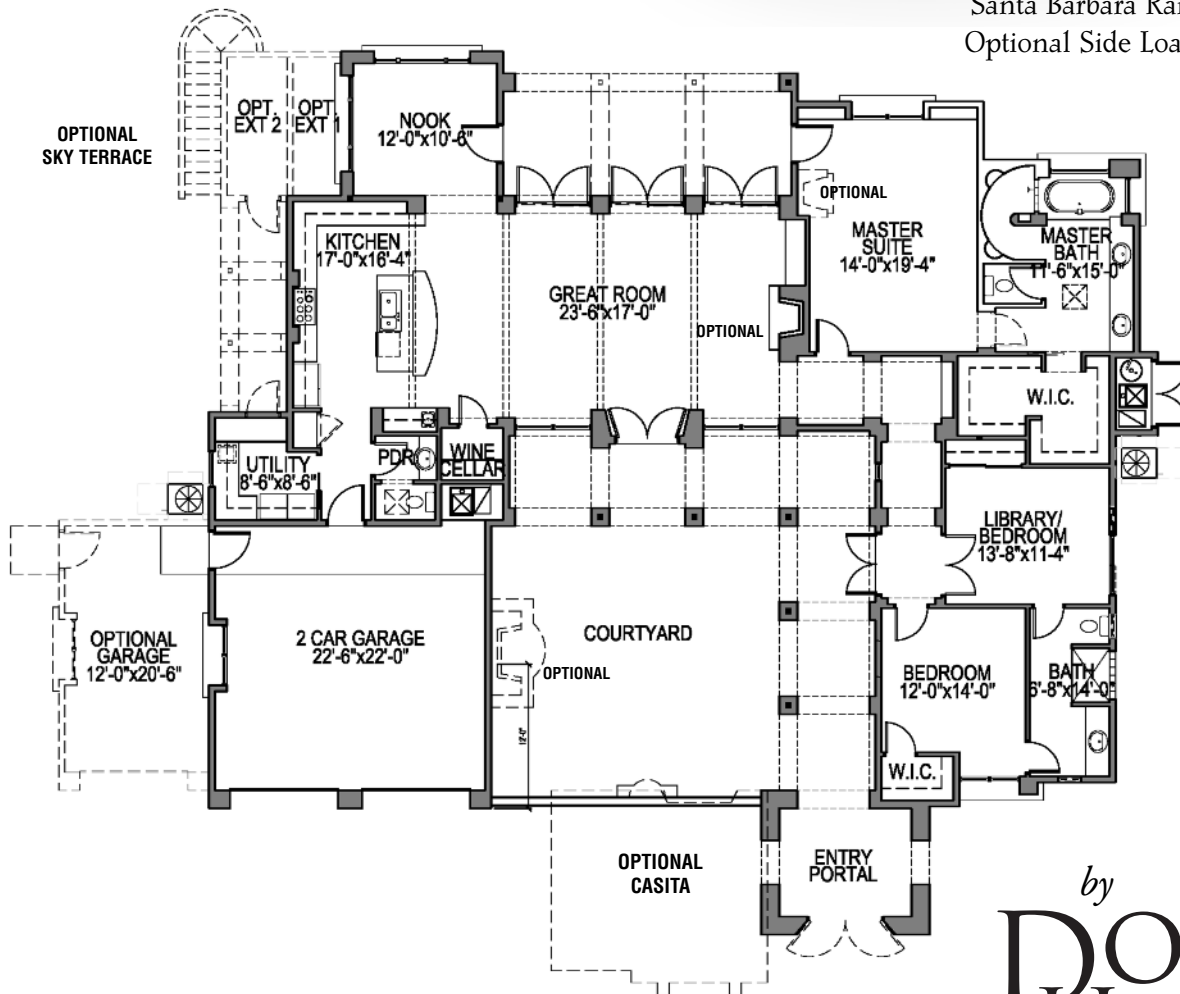 Santa Barbara Ran
Optional Side Loa
OPTIONAL
SKY TERRACE
OPT.
EXT 2
OPT.
EXT 1
NOOK
12'-0"x10'-6"
KITCHEN
17'-0"x16'-4"
GREAT ROOM
23'-6"x17'-0"
OPTIONAL
OPTIONAL
MASTER
SUITE
14'-0"x19'-4"
MASTER
BATH
11'-6"x15'-0"
W.I.C.
UTILITY
8'-6"x8'-6"
PDR
WINE
CELLAR
LIBRARY/
BEDROOM
13'-8"x11'-4"
OPTIONAL
GARAGE
12'-0"x20'-6"
2 CAR GARAGE
22'-6"x22'-0"
COURTYARD
OPTIONAL
12'-0"
BEDROOM
12'-0"x14'-0"
BATH
6'-8"x14'-0"
W.I.C.
OPTIONAL
CASITA
ENTRY
PORTAL
by
DO